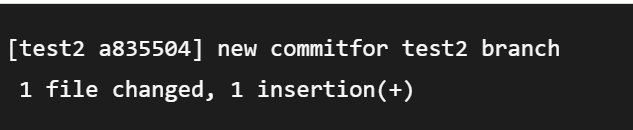 [test2 a835504] new commitfor test2 branch
1 file changed, 1 insertion(+)